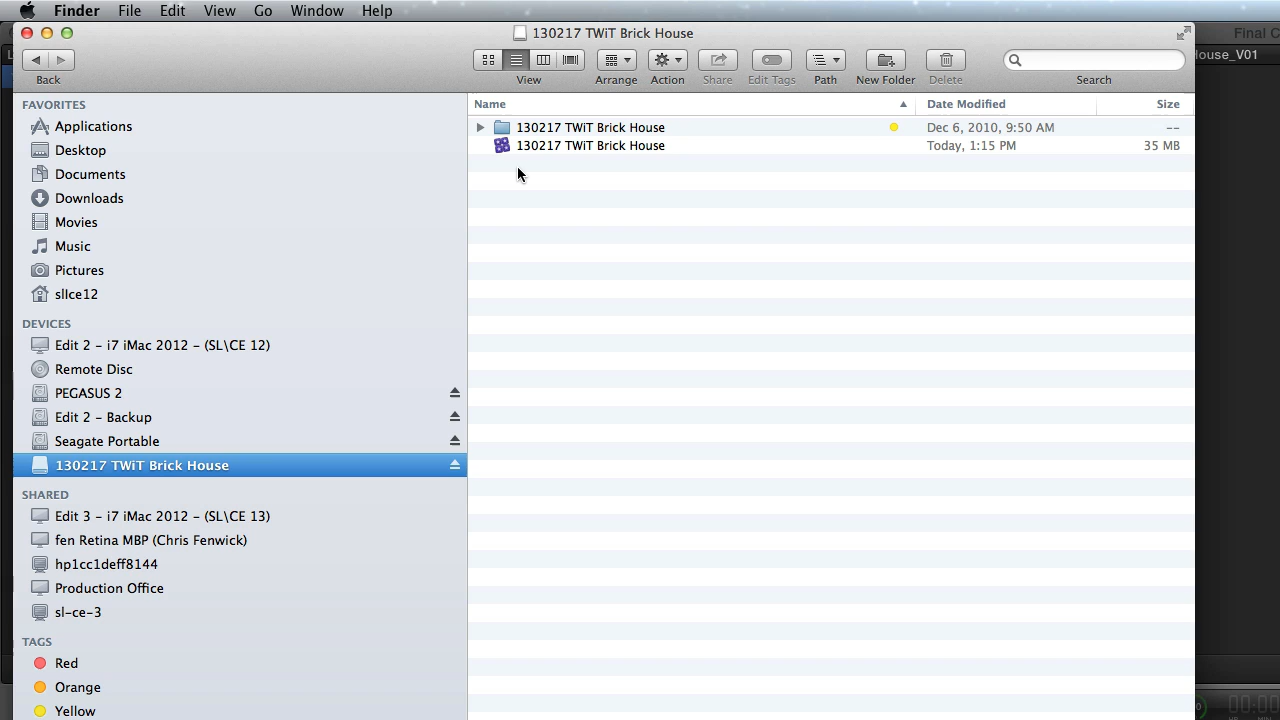 Finder File Edit View Go Window Help
130217 TWiT Brick House
Final C
Back
View Arrange Action Share Edit Tags Path New Folder Delete Search
ouse_V01
FAVORITES
Applications
Desktop
Documents
Downloads
Movies
Music
Pictures
sllce12
DEVICES
Edit 2 – i7 iMac 2012 – (SL\CE 12)
Remote Disc
PEGASUS 2
Edit 2 – Backup
Seagate Portable
130217 TWiT Brick House
SHARED
Edit 3 – i7 iMac 2012 – (SL\CE 13)
fen Retina MBP (Chris Fenwick)
hp1cc1deff8144
Production Office
sl-ce-3
TAGS
Red
Orange
Yellow
Name Date Modified Size
130217 TWiT Brick House Dec 6, 2010, 9:50 AM --
130217 TWiT Brick House Today, 1:15 PM 35 MB